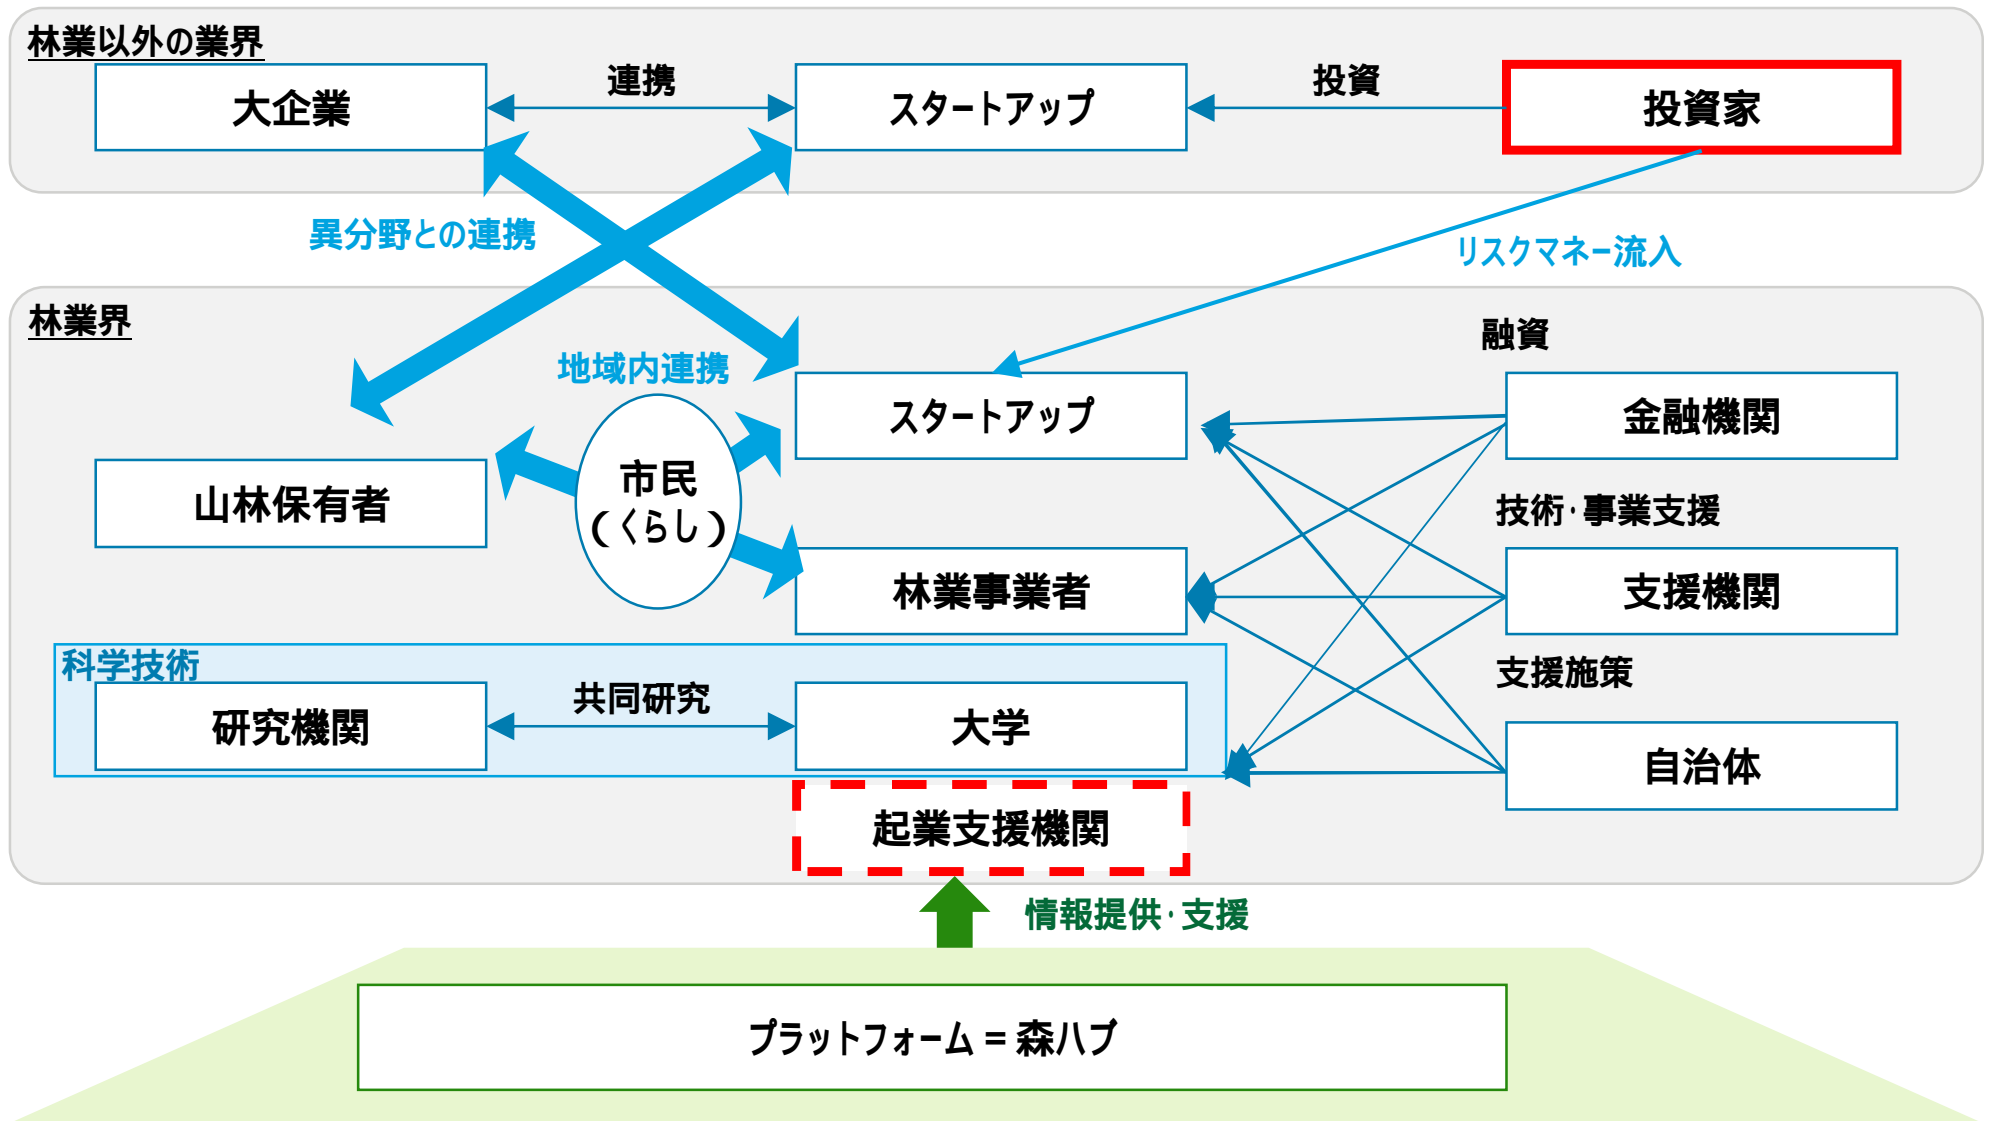 林業以外の業界
大企業
連携
スタートアップ
投資
投資家
異分野との連携
リスクマネー流入
林業界
融資
地域内連携
スタートアップ
金融機関
山林保有者
市民
（くらし）
技術・事業支援
林業事業者
支援機関
科学技術
支援施策
研究機関
共同研究
大学
自治体
起業支援機関
情報提供・支援
プラットフォーム = 森ハブ